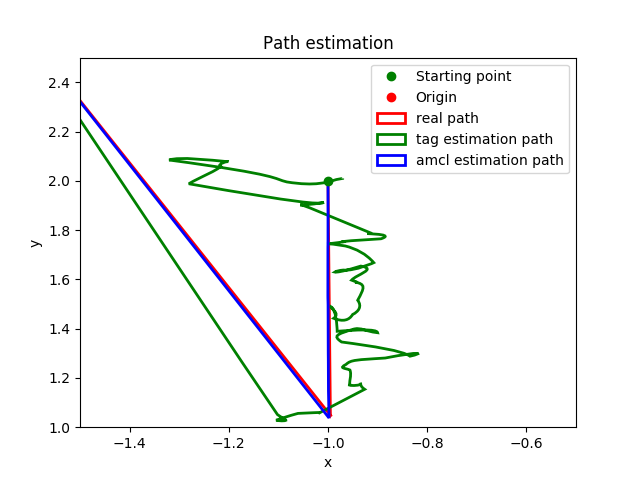 Path estimation
Starting point
Origin
real path
tag estimation path
amcl estimation path
y
2.4
2.2
2.0
1.8
1.6
1.4
1.2
1.0
−1.4
−1.2
−1.0
−0.8
−0.6
x